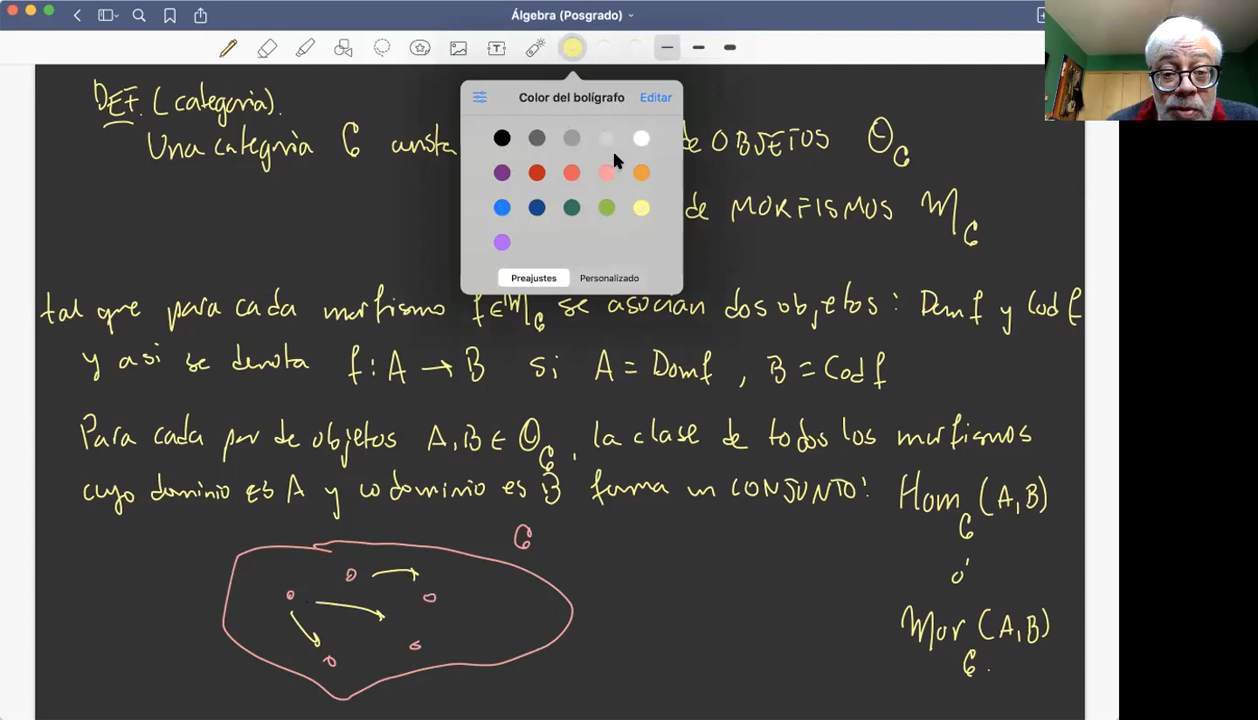 Álgebra (Posgrado)
DEF. (categoría).
Una categoría C consta de OBJETOS O_C
de MORFISMOS M_C
Color del bolígrafo Editar
Preajustes Personalizado
tal que para cada morfismo f ∈ M_C se asocian dos objetos: Dom f y Cod f
y así se denota f: A → B si A = Dom f, B = Cod f
Para cada par de objetos A, B ∈ O_C, la clase de todos los morfismos
cuyo dominio es A y codominio es B forma un CONJUNTO: Hom_C (A,B)
ó
Mor_C (A,B)
C